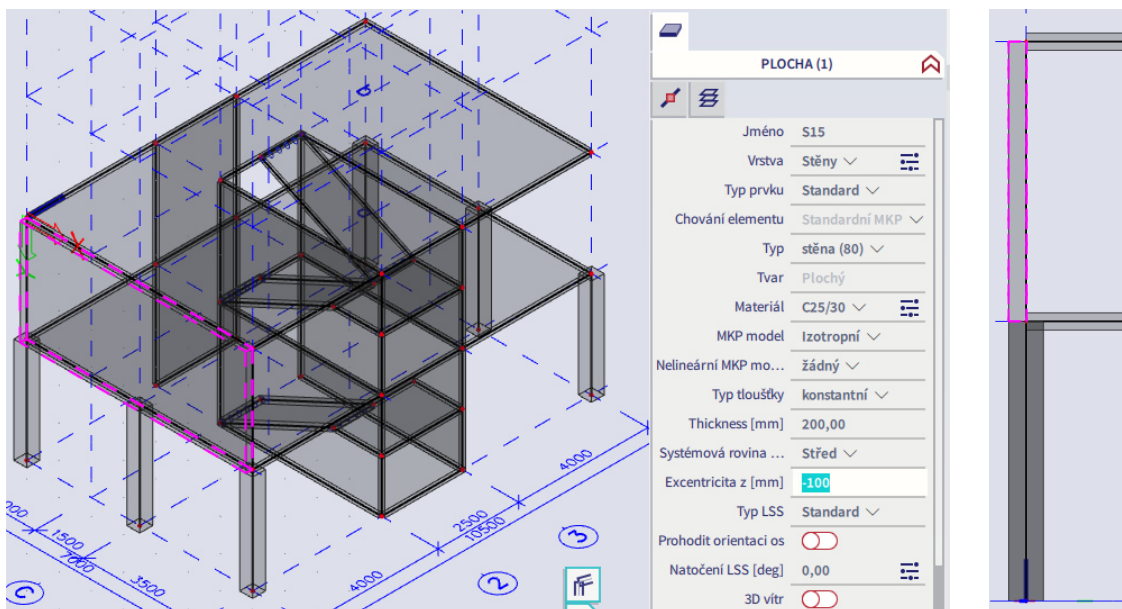 PLOCHA (1)
Jméno S15
Vrstva Stěny
Typ prvku Standard
Chování elementu Standardní MKP
Typ stěna (80)
Tvar Plochý
Materiál C25/30
MKP model Izotropní
Nelineární MKP mo... žádný
Typ tloušťky konstantní
Thickness [mm] 200,00
Systémová rovina ... Střed
Excentricita z [mm] -100
Typ LSS Standard
Prohodit orientaci os
Natočení LSS [deg] 0,00
3D vítr
X
Y
4000
2500
10500
4000
1500
7000
3500
C
2
3